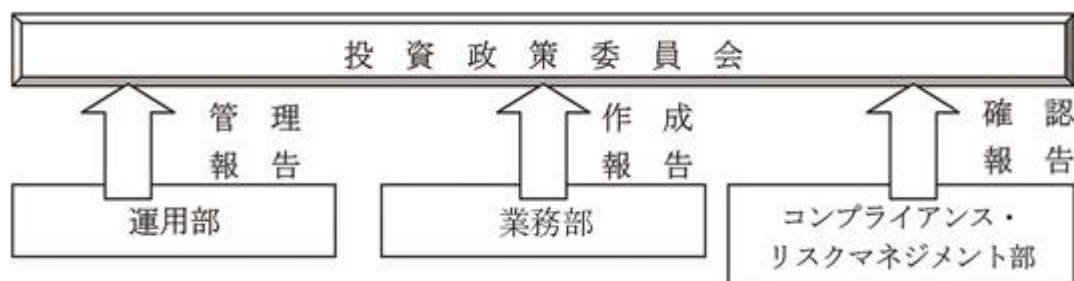 投資政策委員会
管理
報告
作成
報告
確認
報告
運用部
業務部
コンプライアンス・
リスクマネジメント部